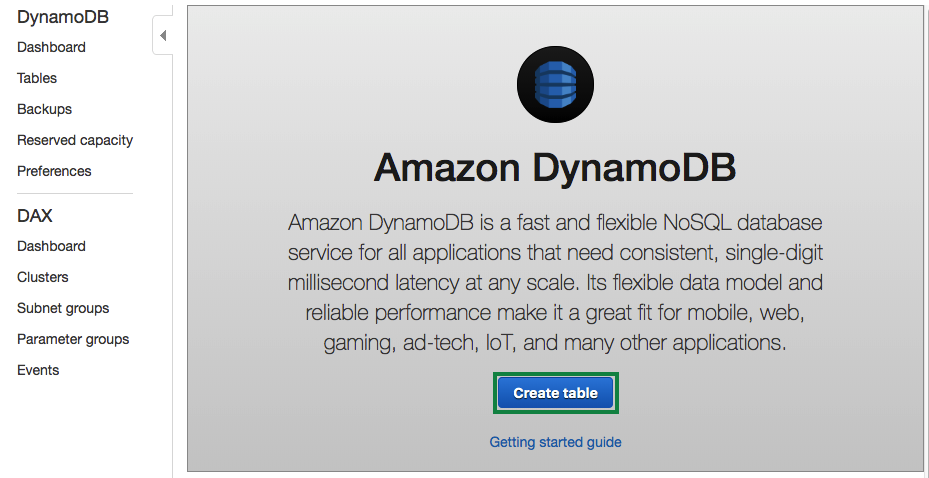 DynamoDB
Dashboard
Tables
Backups
Reserved capacity
Preferences
DAX
Dashboard
Clusters
Subnet groups
Parameter groups
Events
Amazon DynamoDB
Amazon DynamoDB is a fast and flexible NoSQL database
service for all applications that need consistent, single-digit
millisecond latency at any scale. Its flexible data model and
reliable performance make it a great fit for mobile, web,
gaming, ad-tech, IoT, and many other applications.
Create table
Getting started guide